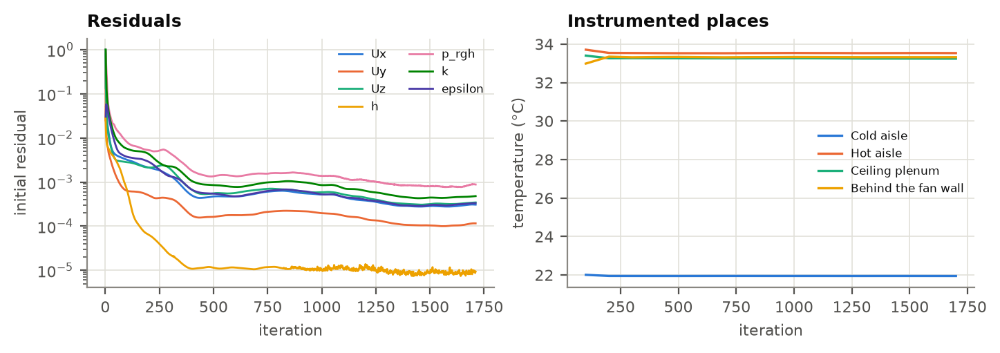 Residuals
10^0
10^-1
10^-2
10^-3
10^-4
10^-5
initial residual
0 250 500 750 1000 1250 1500 1750
iteration
Ux
Uy
Uz
h
p_rgh
k
epsilon
Instrumented places
34
32
30
28
26
24
22
temperature (°C)
250 500 750 1000 1250 1500 1750
iteration
Cold aisle
Hot aisle
Ceiling plenum
Behind the fan wall